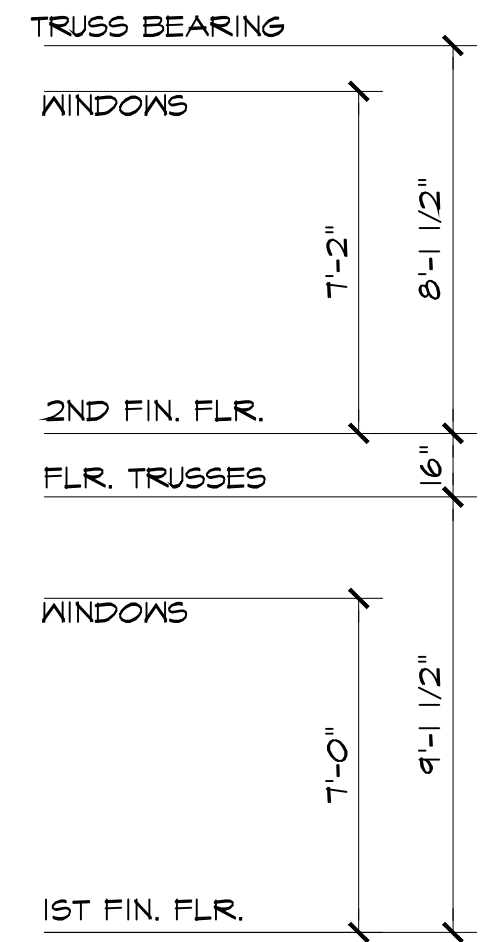 TRUSS BEARING
WINDOWS
7'-2"
8'-1 1/2"
2ND FIN. FLR.
16"
FLR. TRUSSES
WINDOWS
7'-0"
9'-1 1/2"
1ST FIN. FLR.